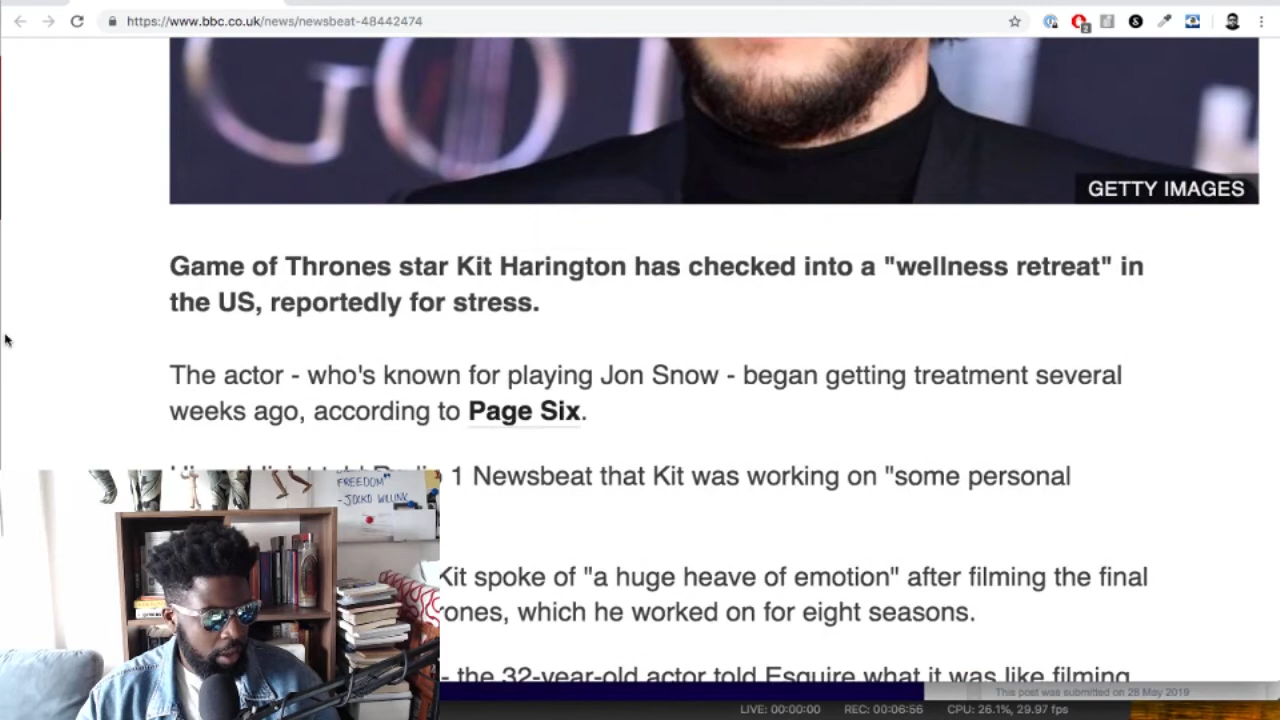 https://www.bbc.co.uk/news/newsbeat-48442474
2
GO
GETTY IMAGES
Game of Thrones star Kit Harington has checked into a "wellness retreat" in
the US, reportedly for stress.
The actor - who's known for playing Jon Snow - began getting treatment several
weeks ago, according to Page Six.
1 Newsbeat that Kit was working on "some personal
FREEDOM"
- JOCKO WILLINK
Kit spoke of "a huge heave of emotion" after filming the final
ones, which he worked on for eight seasons.
- the 32-year-old actor told Esquire what it was like filming
This post was submitted on 28 May 2019
LIVE: 00:00:00 REC: 00:06:56 CPU: 26.1%, 29.97 fps